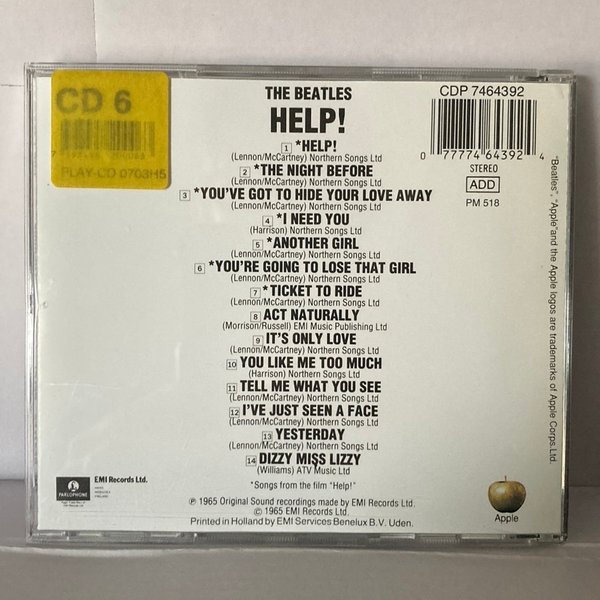 CD 6
PLAY-CD 0703H5
THE BEATLES
HELP!
CDP 7464392
0 77774 64392 4
STEREO
ADD
PM 518
1 *HELP!
(Lennon/McCartney) Northern Songs Ltd
2 *THE NIGHT BEFORE
(Lennon/McCartney) Northern Songs Ltd
3 *YOU'VE GOT TO HIDE YOUR LOVE AWAY
(Lennon/McCartney) Northern Songs Ltd
4 *I NEED YOU
(Harrison) Northern Songs Ltd
5 *ANOTHER GIRL
(Lennon/McCartney) Northern Songs Ltd
6 *YOU'RE GOING TO LOSE THAT GIRL
(Lennon/McCartney) Northern Songs Ltd
7 *TICKET TO RIDE
(Lennon/McCartney) Northern Songs Ltd
8 ACT NATURALLY
(Morrison/Russell) EMI Music Publishing Ltd
9 IT'S ONLY LOVE
(Lennon/McCartney) Northern Songs Ltd
10 YOU LIKE ME TOO MUCH
(Harrison) Northern Songs Ltd
11 TELL ME WHAT YOU SEE
(Lennon/McCartney) Northern Songs Ltd
12 I'VE JUST SEEN A FACE
(Lennon/McCartney) Northern Songs Ltd
13 YESTERDAY
(Lennon/McCartney) Northern Songs Ltd
14 DIZZY MISS LIZZY
(Williams) ATV Music Ltd
*Songs from the film "Help!"
℗ 1965 Original Sound recordings made by EMI Records Ltd.
© 1965 EMI Records Ltd.
Printed in Holland by EMI Services Benelux B.V. Uden.
PARLOPHONE
EMI Records Ltd.
Apple
"Beatles", "Apple"and the Apple logos are trademarks of Apple Corps.Ltd.